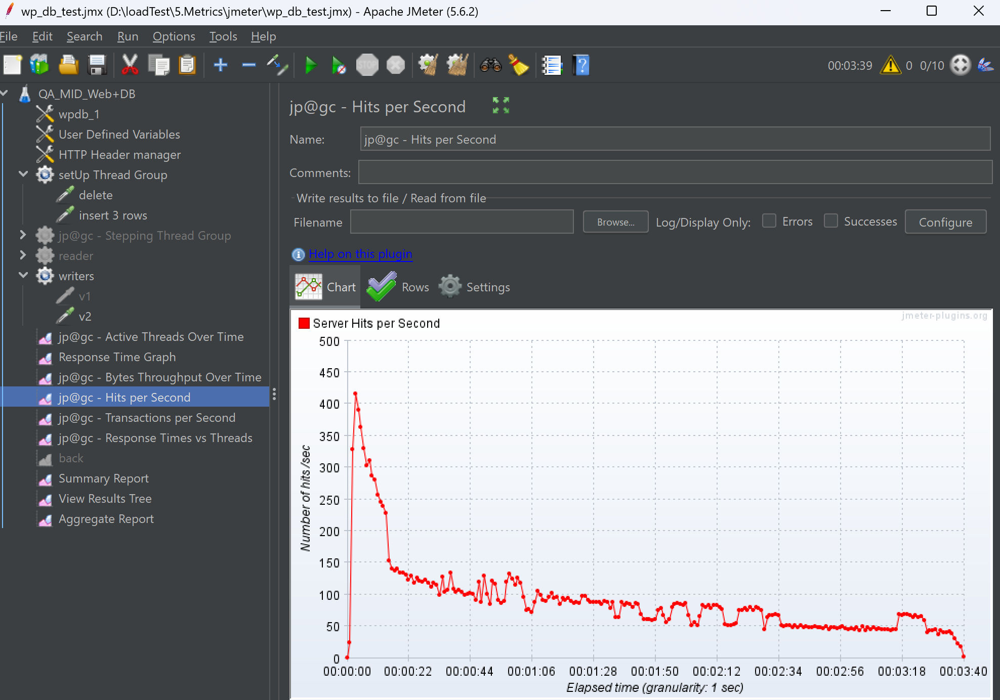 wp_db_test.jmx (D:\loadTest\5.Metrics\jmeter\wp_db_test.jmx) - Apache JMeter (5.6.2)
File Edit Search Run Options Tools Help
STOP
00:03:39 0 0/10
QA_MID_Web+DB
wpdb_1
User Defined Variables
HTTP Header manager
setUp Thread Group
delete
insert 3 rows
jp@gc - Stepping Thread Group
reader
writers
v1
v2
jp@gc - Active Threads Over Time
Response Time Graph
jp@gc - Bytes Throughput Over Time
jp@gc - Hits per Second
jp@gc - Transactions per Second
jp@gc - Response Times vs Threads
back
Summary Report
View Results Tree
Aggregate Report
jp@gc - Hits per Second
Name: jp@gc - Hits per Second
Comments:
Write results to file / Read from file
Filename Browse... Log/Display Only: Errors Successes Configure
Help on this plugin
Chart Rows Settings
jmeter-plugins.org
Server Hits per Second
500
450
400
350
300
250
200
150
100
50
0
Number of hits /sec
00:00:00 00:00:22 00:00:44 00:01:06 00:01:28 00:01:50 00:02:12 00:02:34 00:02:56 00:03:18 00:03:40
Elapsed time (granularity: 1 sec)